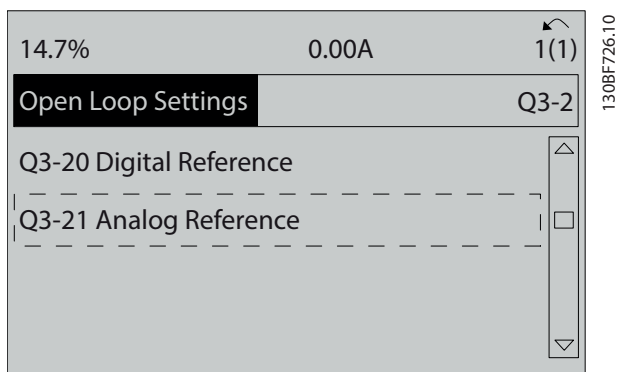 14.7% 0.00A 1(1)
Open Loop Settings Q3-2
Q3-20 Digital Reference
Q3-21 Analog Reference
130BF726.10